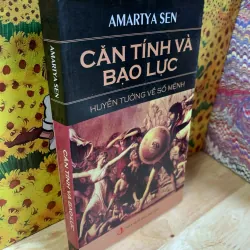 AMARTYA SEN
CĂN TÍNH VÀ
BẠO LỰC
HUYỄN TƯỞNG VỀ SỐ MỆNH
AMARTYA SEN
CĂN TÍNH VÀ BẠO LỰC